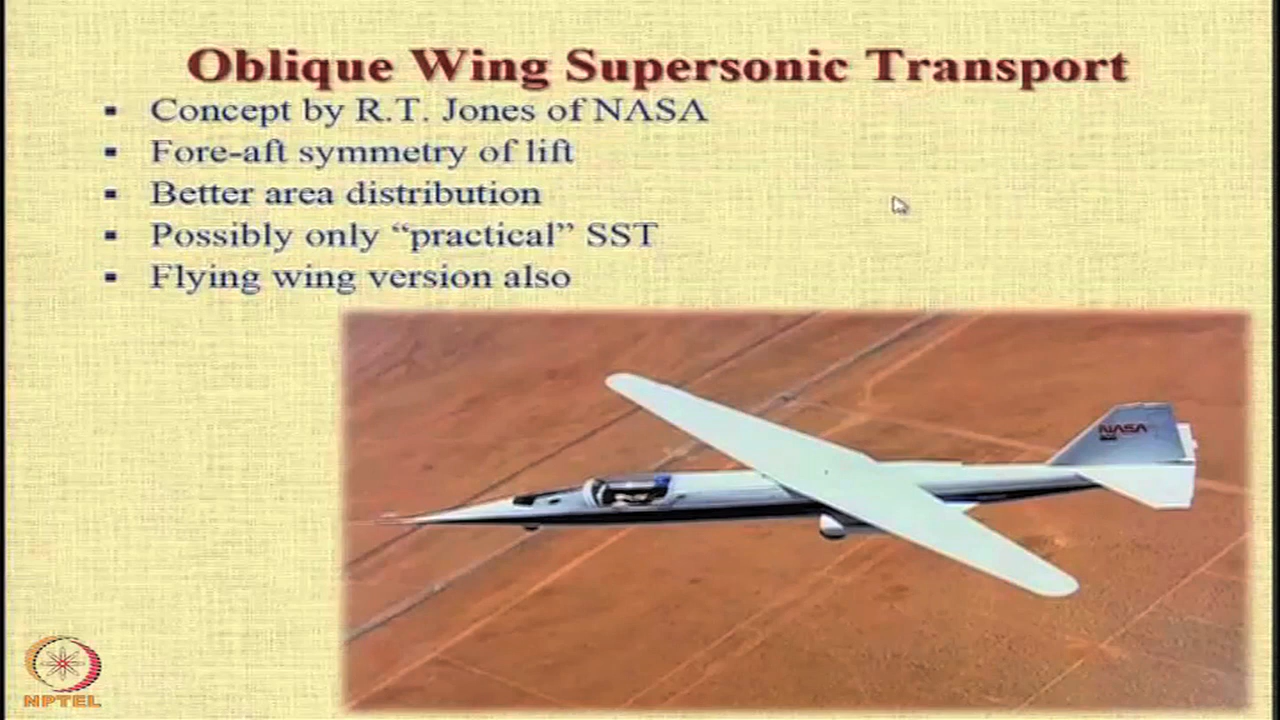 Oblique Wing Supersonic Transport
▪ Concept by R.T. Jones of NASA
▪ Fore-aft symmetry of lift
▪ Better area distribution
▪ Possibly only “practical” SST
▪ Flying wing version also
NASA
NPTEL